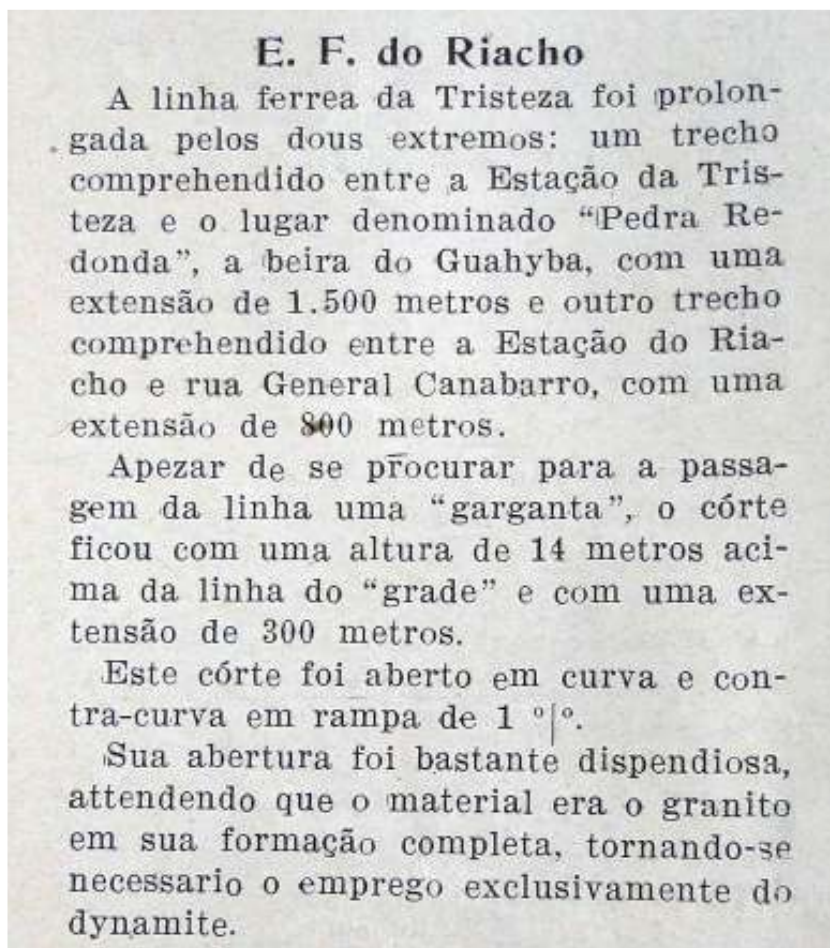 E. F. do Riacho
A linha ferrea da Tristeza foi prolon-
gada pelos dous extremos: um trecho
comprehendido entre a Estação da Tris-
teza e o lugar denominado “Pedra Re-
donda”, a beira do Guahyba, com uma
extensão de 1.500 metros e outro trecho
comprehendido entre a Estação do Ria-
cho e rua General Canabarro, com uma
extensão de 800 metros.
Apezar de se procurar para a passa-
gem da linha uma “garganta”, o córte
ficou com uma altura de 14 metros aci-
ma da linha do “grade” e com uma ex-
tensão de 300 metros.
Este córte foi aberto em curva e con-
tra-curva em rampa de 1 º|º.
Sua abertura foi bastante dispendiosa,
attendendo que o material era o granito
em sua formação completa, tornando-se
necessario o emprego exclusivamente do
dynamite.